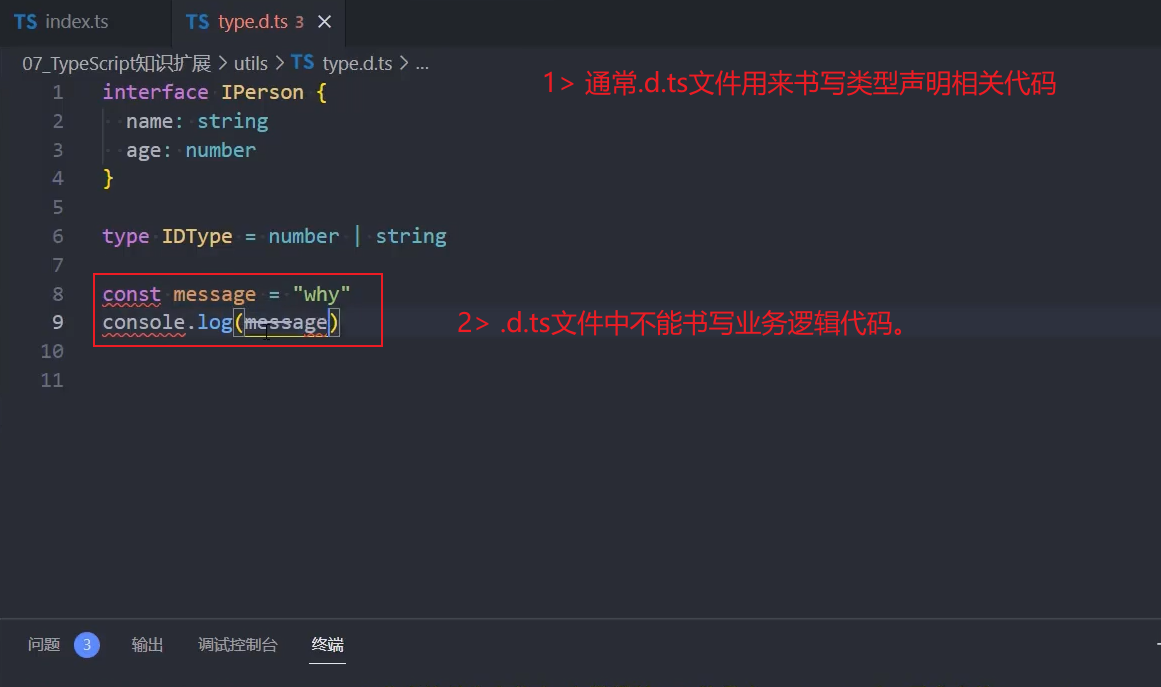 TS index.ts
TS type.d.ts 3
07_TypeScript知识扩展 > utils > TS type.d.ts > ...
1> 通常.d.ts文件用来书写类型声明相关代码
1 interface IPerson {
2 name: string
3 age: number
4 }
5
6 type IDType = number | string
7
8 const message = "why"
9 console.log(message)
2> .d.ts文件中不能书写业务逻辑代码。
10
11
问题 3 输出 调试控制台 终端